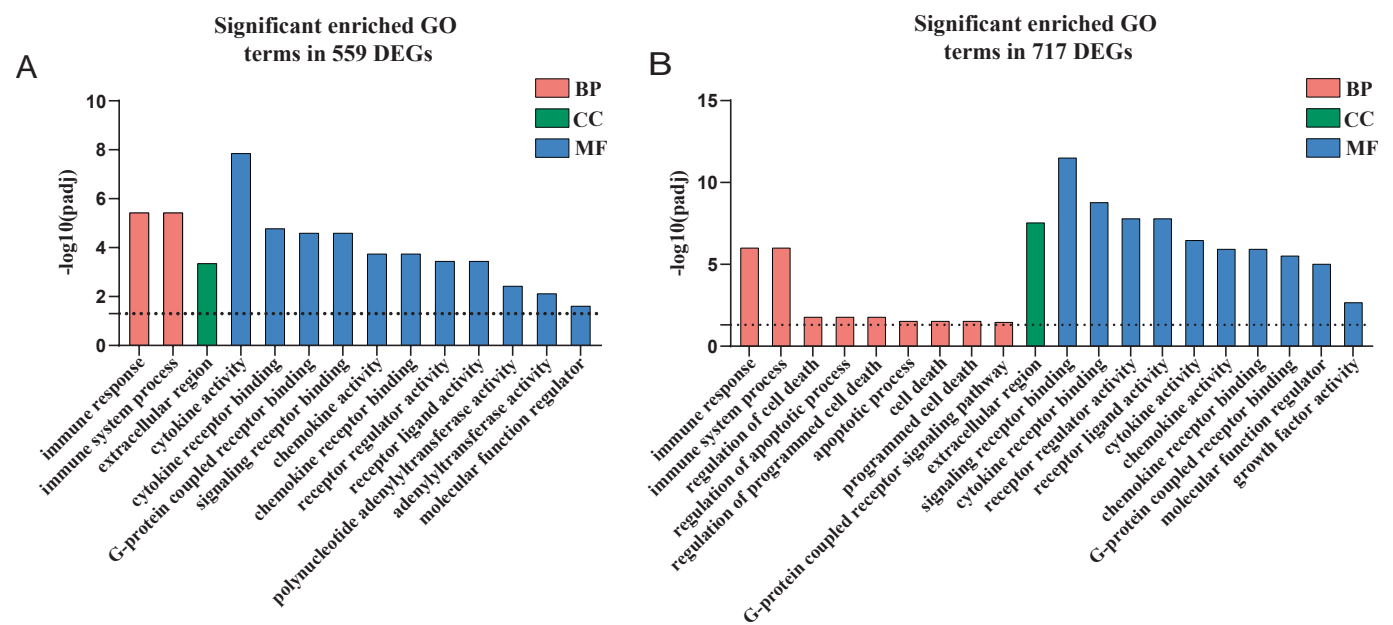 A
Significant enriched GO
terms in 559 DEGs
BP
CC
MF
-log10(padj)
10
8
6
4
2
0
immune response
immune system process
extracellular region
cytokine activity
cytokine receptor binding
G-protein coupled receptor binding
signaling receptor binding
chemokine activity
chemokine receptor binding
receptor regulator activity
receptor ligand activity
polynucleotide adenylyltransferase activity
adenylyltransferase activity
molecular function regulator
B
Significant enriched GO
terms in 717 DEGs
BP
CC
MF
-log10(padj)
15
10
5
0
immune response
immune system process
regulation of cell death
regulation of apoptotic process
regulation of programmed cell death
apoptotic process
cell death
programmed cell death
G-protein coupled receptor signaling pathway
extracellular region
signaling receptor binding
cytokine receptor binding
receptor regulator activity
receptor ligand activity
cytokine activity
chemokine activity
chemokine receptor binding
G-protein coupled receptor binding
molecular function regulator
growth factor activity